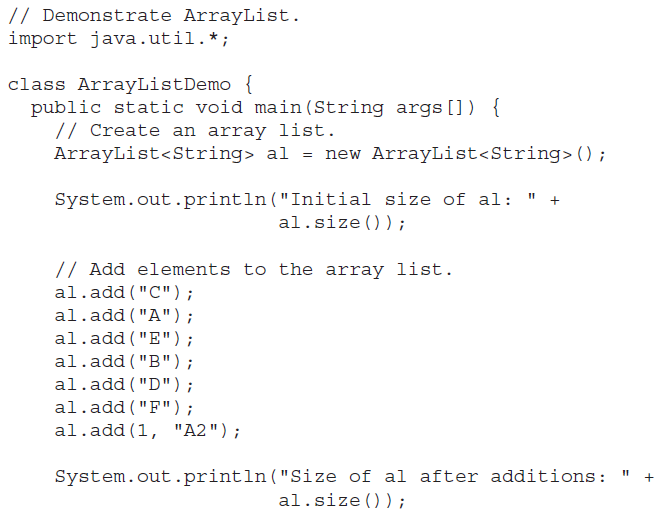 // Demonstrate ArrayList.
import java.util.*;

class ArrayListDemo {
  public static void main(String args[]) {
    // Create an array list.
    ArrayList<String> al = new ArrayList<String>();

    System.out.println("Initial size of al: " +
                       al.size());

    // Add elements to the array list.
    al.add("C");
    al.add("A");
    al.add("E");
    al.add("B");
    al.add("D");
    al.add("F");
    al.add(1, "A2");

    System.out.println("Size of al after additions: " +
                       al.size());